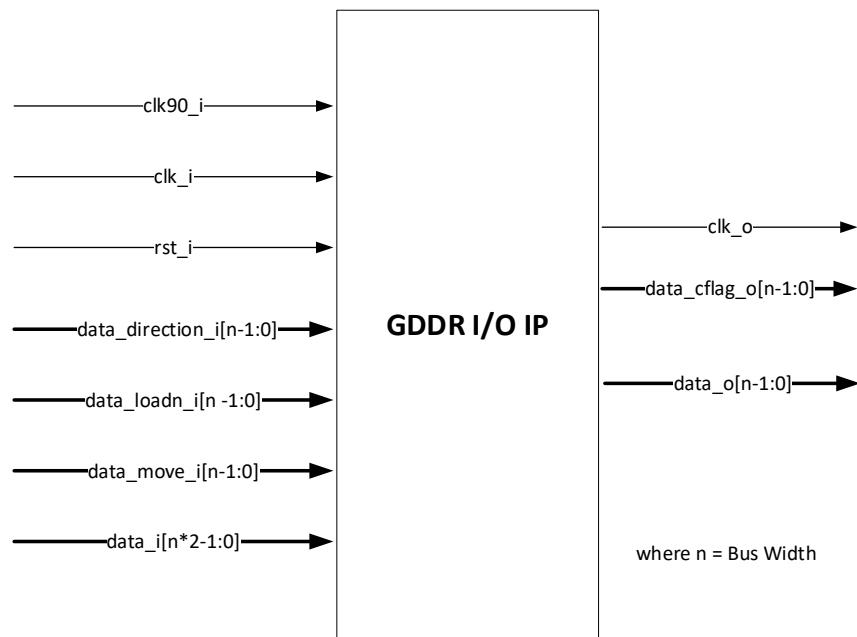 clk90_i
clk_i
rst_i
data_direction_i[n-1:0]
data_loadn_i[n -1:0]
data_move_i[n-1:0]
data_i[n*2-1:0]
GDDR I/O IP
clk_o
data_cflag_o[n-1:0]
data_o[n-1:0]
where n = Bus Width